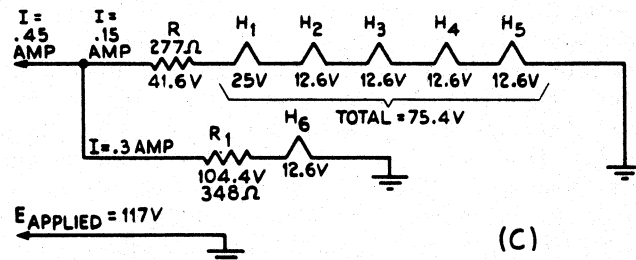 I = .45 AMP
I = .15 AMP
R 277Ω
41.6V
H1
H2
H3
H4
H5
25V
12.6V
12.6V
12.6V
12.6V
TOTAL = 75.4V
I = .3 AMP
R1
104.4V
348Ω
H6
12.6V
E APPLIED = 117V
(C)